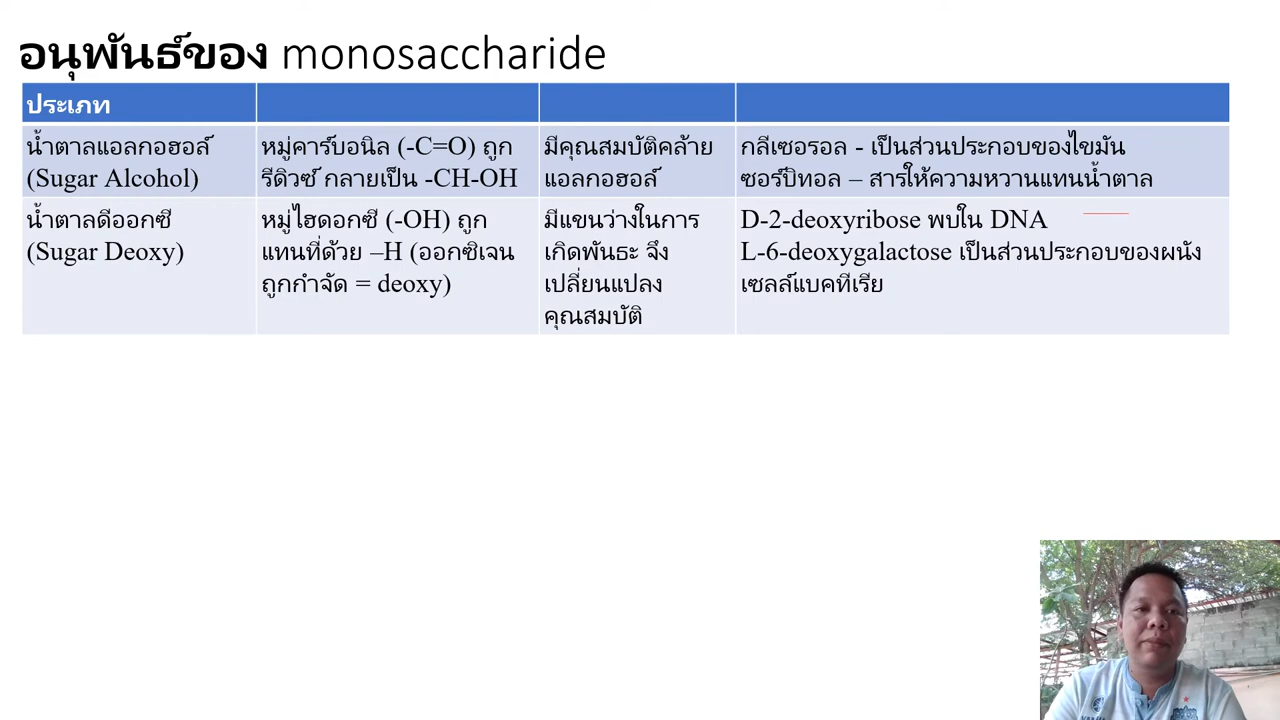 อนุพันธ์ของ monosaccharide
ประเภท
น้ำตาลแอลกอฮอล์
(Sugar Alcohol)
หมู่คาร์บอนิล (-C=O) ถูก
รีดิวซ์ กลายเป็น -CH-OH
มีคุณสมบัติคล้าย
แอลกอฮอล์
กลีเซอรอล - เป็นส่วนประกอบของไขมัน
ซอร์บิทอล – สารให้ความหวานแทนน้ำตาล
น้ำตาลดีออกซี
(Sugar Deoxy)
หมู่ไฮดอกซี (-OH) ถูก
แทนที่ด้วย –H (ออกซิเจน
ถูกกำจัด = deoxy)
มีแขนว่างในการ
เกิดพันธะ จึง
เปลี่ยนแปลง
คุณสมบัติ
D-2-deoxyribose พบใน DNA
L-6-deoxygalactose เป็นส่วนประกอบของผนัง
เซลล์แบคทีเรีย